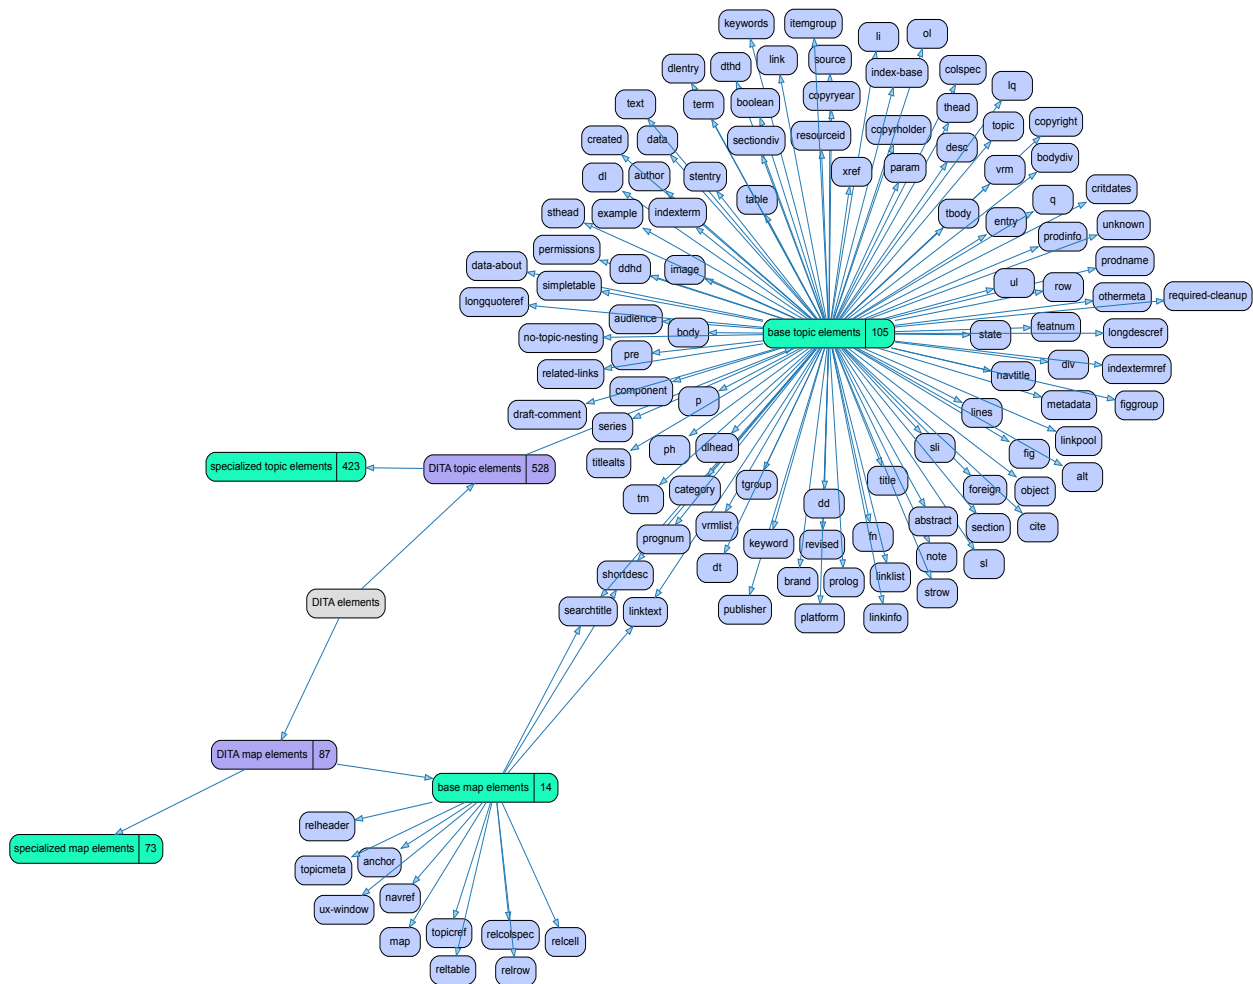 keywords
itemgroup
li
ol
dlentry
dthd
link
source
index-base
colspec
lq
text
term
boolean
copyryear
thead
topic
copyright
created
data
sectiondiv
resourceid
copyrholder
desc
bodydiv
dl
author
stentry
xref
param
vrm
critdates
sthead
example
indexterm
table
tbody
entry
q
unknown
permissions
prodinfo
data-about
simpletable
ddhd
image
prodname
longquoteref
ul
row
othermeta
required-cleanup
audience
body
base topic elements 105
state
featnum
longdescref
no-topic-nesting
pre
related-links
component
navtitle
div
indextermref
draft-comment
series
p
lines
metadata
figgroup
titlealts
ph
dlhead
sli
fig
linkpool
specialized topic elements 423
DITA topic elements 528
alt
tm
category
tgroup
dd
title
foreign
object
prognum
vrmlist
keyword
revised
fn
abstract
section
cite
shortdesc
dt
brand
prolog
linklist
note
sl
DITA elements
searchtitle
linktext
publisher
platform
linkinfo
strow
DITA map elements 87
base map elements 14
relheader
specialized map elements 73
topicmeta
anchor
ux-window
navref
map
topicref
relcolspec
relcell
reltable
relrow